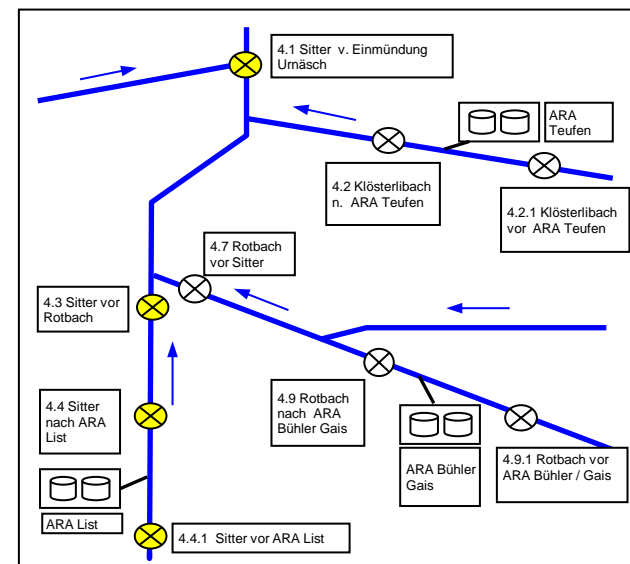 4.1 Sitter v. Einmündung
Urnäsch
ARA
Teufen
4.2 Klösterlibach
n. ARA Teufen
4.2.1 Klösterlibach
vor ARA Teufen
4.7 Rotbach
vor Sitter
4.3 Sitter vor
Rotbach
4.4 Sitter
nach ARA
List
4.9 Rotbach
nach ARA
Bühler Gais
ARA Bühler
Gais
4.9.1 Rotbach vor
ARA Bühler / Gais
ARA List
4.4.1 Sitter vor ARA List